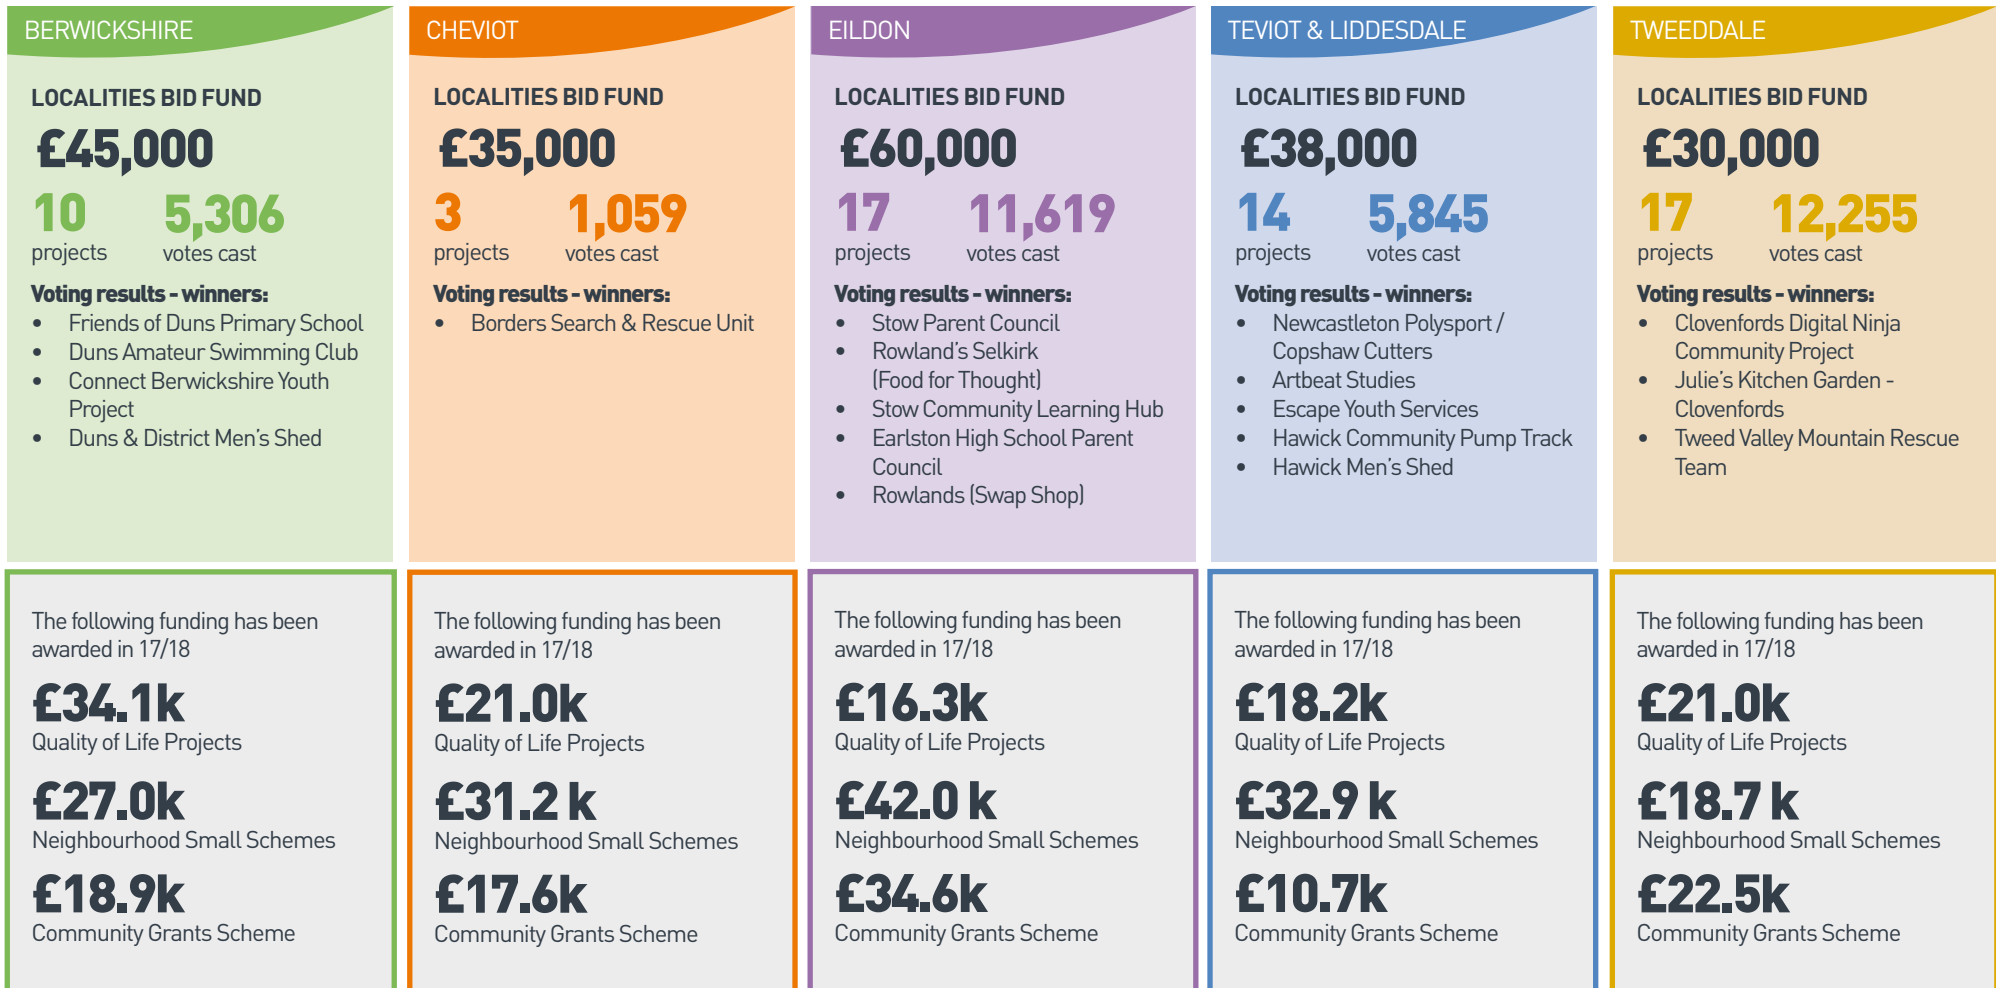 BERWICKSHIRE
LOCALITIES BID FUND
£45,000
10 5,306
projects votes cast
Voting results - winners:
• Friends of Duns Primary School
• Duns Amateur Swimming Club
• Connect Berwickshire Youth
Project
• Duns & District Men's Shed
The following funding has been
awarded in 17/18
£34.1k
Quality of Life Projects
£27.0k
Neighbourhood Small Schemes
£18.9k
Community Grants Scheme
CHEVIOT
LOCALITIES BID FUND
£35,000
3 1,059
projects votes cast
Voting results - winners:
• Borders Search & Rescue Unit
The following funding has been
awarded in 17/18
£21.0k
Quality of Life Projects
£31.2 k
Neighbourhood Small Schemes
£17.6k
Community Grants Scheme
EILDON
LOCALITIES BID FUND
£60,000
17 11,619
projects votes cast
Voting results - winners:
• Stow Parent Council
• Rowland's Selkirk
(Food for Thought)
• Stow Community Learning Hub
• Earlston High School Parent
Council
• Rowlands (Swap Shop)
The following funding has been
awarded in 17/18
£16.3k
Quality of Life Projects
£42.0 k
Neighbourhood Small Schemes
£34.6k
Community Grants Scheme
TEVIOT & LIDDESDALE
LOCALITIES BID FUND
£38,000
14 5,845
projects votes cast
Voting results - winners:
• Newcastleton Polysport /
Copshaw Cutters
• Artbeat Studies
• Escape Youth Services
• Hawick Community Pump Track
• Hawick Men's Shed
The following funding has been
awarded in 17/18
£18.2k
Quality of Life Projects
£32.9 k
Neighbourhood Small Schemes
£10.7k
Community Grants Scheme
TWEEDDALE
LOCALITIES BID FUND
£30,000
17 12,255
projects votes cast
Voting results - winners:
• Clovenfords Digital Ninja
Community Project
• Julie's Kitchen Garden -
Clovenfords
• Tweed Valley Mountain Rescue
Team
The following funding has been
awarded in 17/18
£21.0k
Quality of Life Projects
£18.7 k
Neighbourhood Small Schemes
£22.5k
Community Grants Scheme